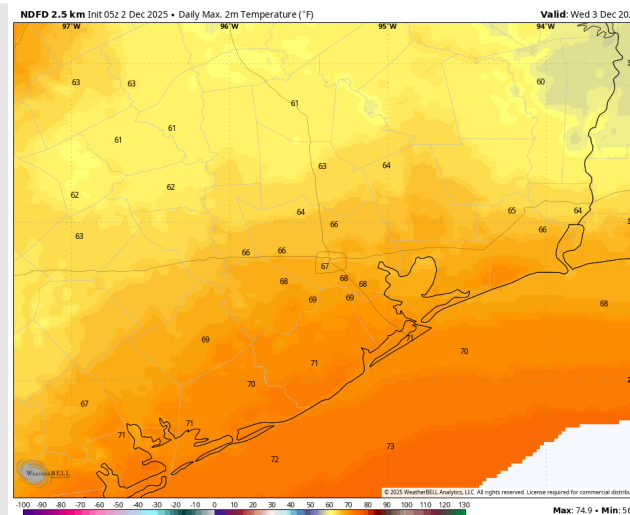 NDFD 2.5 km Init 05z 2 Dec 2025 • Daily Max. 2m Temperature (°F)
Valid: Wed 3 Dec 202
97°W 96°W 95°W 94°W
63 63 60
61
61 61
63 64
62 62
64 65 64
63 66 66
66 66
67
68 68 68
69 69 68
69 71 70
71
70
67
71 71
72 73
WeatherBELL
© 2025 WeatherBELL Analytics, LLC. All rights reserved. License required for commercial distribu
-100 -90 -80 -70 -60 -50 -40 -30 -20 -10 0 10 20 30 40 50 60 70 80 90 100 110 120 130
Max: 74.9 • Min: 56